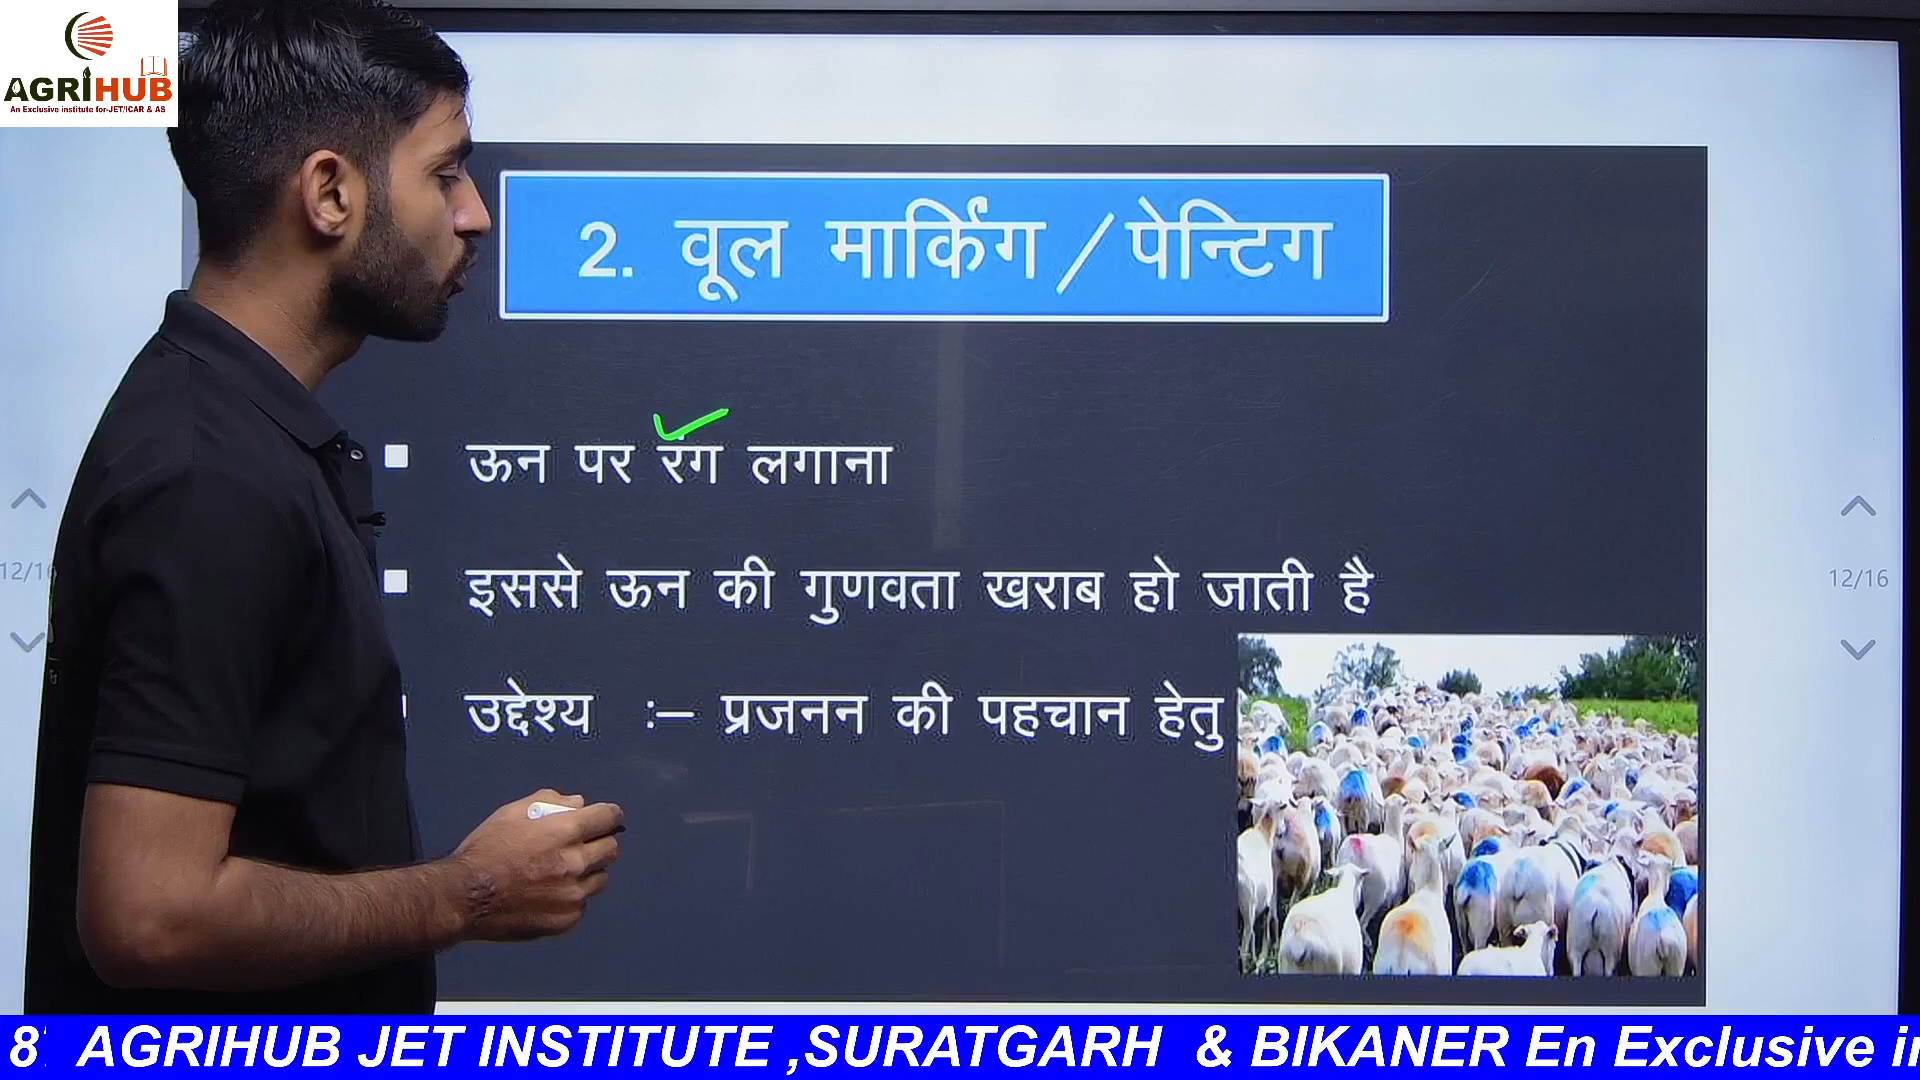 AGRIHUB
An Exclusive institute for-JET/ICAR & AS
2. वूल मार्किंग / पेन्टिग
ऊन पर रंग लगाना
इससे ऊन की गुणवता खराब हो जाती है
उद्देश्य :– प्रजनन की पहचान हेतु
12/16
12/16
AGRIHUB JET INSTITUTE ,SURATGARH & BIKANER En Exclusive